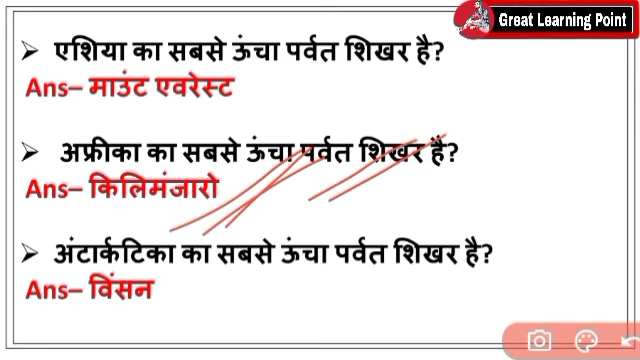 Great Learning Point
➢ एशिया का सबसे ऊंचा पर्वत शिखर है?
Ans– माउंट एवरेस्ट
➢ अफ्रीका का सबसे ऊंचा पर्वत शिखर है?
Ans– किलिमंजारो
➢ अंटार्कटिका का सबसे ऊंचा पर्वत शिखर है?
Ans– विंसन